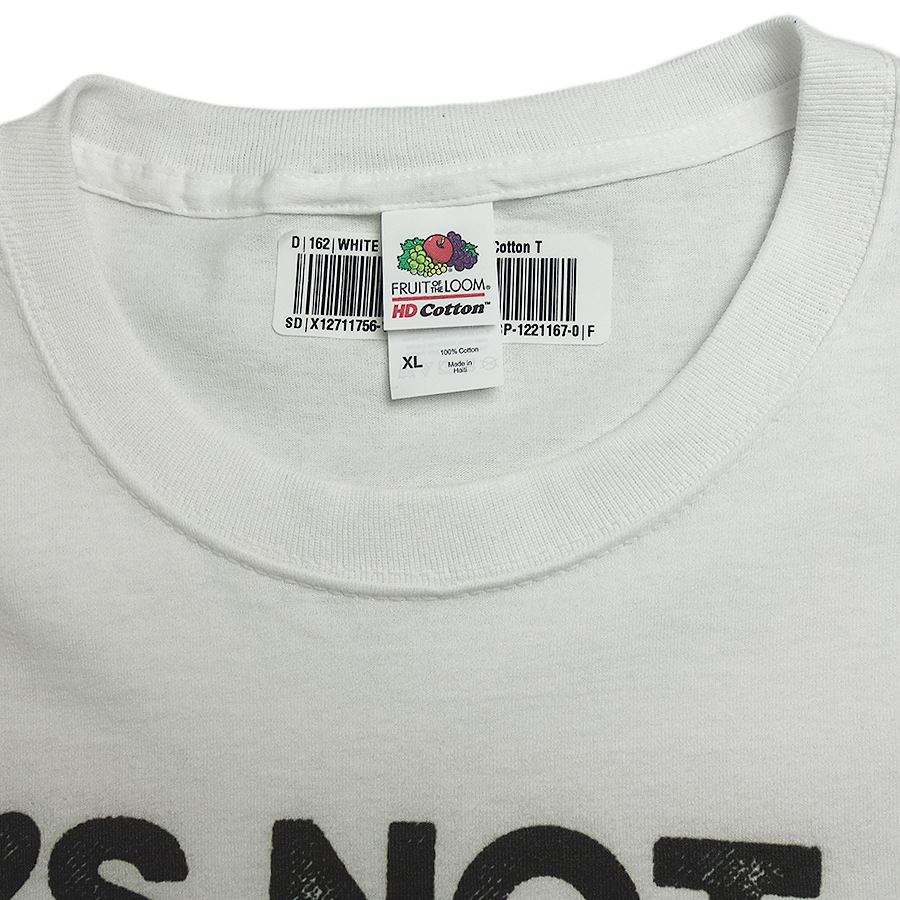 D|162|WHITE
Cotton T
FRUIT OF THE LOOM®
HD Cotton™
SD|X12711756-
P-1221167-0|F
XL
100% Cotton
Made in
Haiti
'S NOT